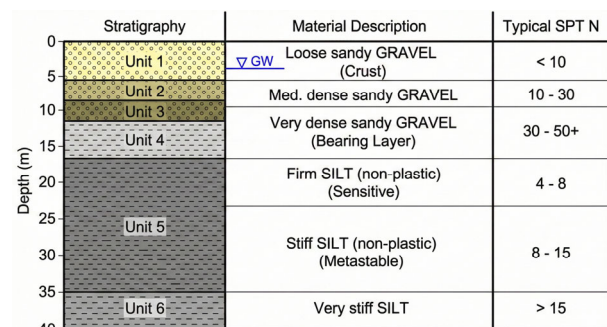 Stratigraphy Material Description Typical SPT N
Depth (m)
0
5
10
15
20
25
30
35
40
Unit 1
▽ GW
Loose sandy GRAVEL
(Crust)
< 10
Unit 2
Med. dense sandy GRAVEL
10 - 30
Unit 3
Unit 4
Very dense sandy GRAVEL
(Bearing Layer)
30 - 50+
Unit 5
Firm SILT (non-plastic)
(Sensitive)
4 - 8
Stiff SILT (non-plastic)
(Metastable)
8 - 15
Unit 6
Very stiff SILT
> 15